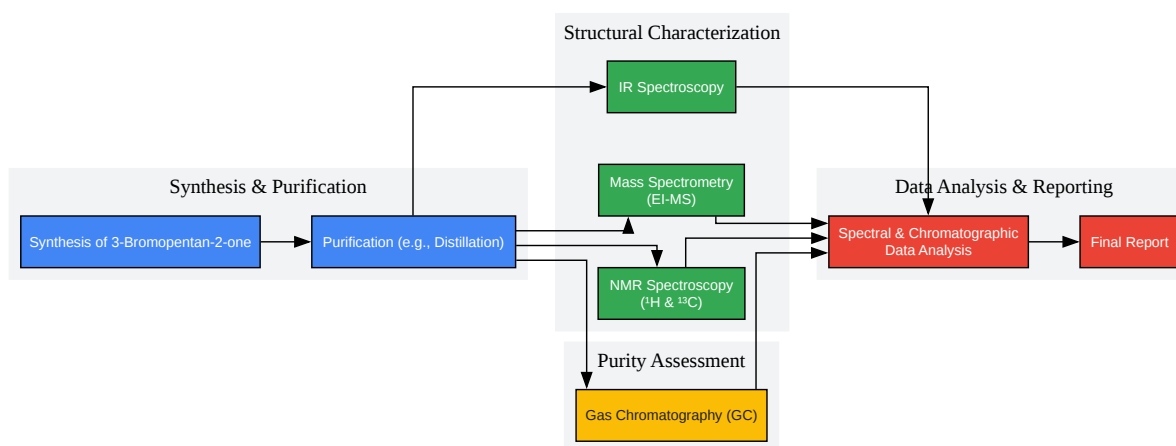 Structural Characterization
IR Spectroscopy
Synthesis & Purification
Mass Spectrometry
(EI-MS)
Data Analysis & Reporting
Synthesis of 3-Bromopentan-2-one
Purification (e.g., Distillation)
Spectral & Chromatographic
Data Analysis
Final Report
NMR Spectroscopy
(¹H & ¹³C)
Purity Assessment
Gas Chromatography (GC)